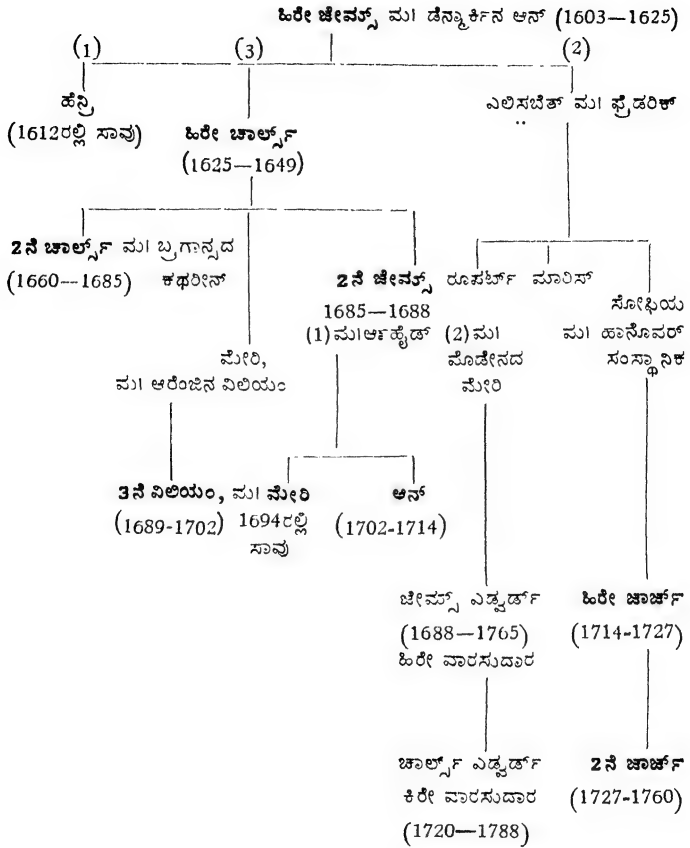 ಹಿರೇ ಜೇಮ್ಸ್ ಮ। ಡೆನ್ಮಾರ್ಕಿನ ಆನ್ (1603—1625)
(1) (3) (2)
ಹೆನ್ರಿ ಎಲಿಸಬೆತ್ ಮ। ಫ್ರೆಡರಿಕ್
(1612ರಲ್ಲಿ ಸಾವು) ಹಿರೇ ಚಾರ್ಲ್ಸ್
(1625—1649)
2ನೆ ಚಾರ್ಲ್ಸ್ ಮ। ಬ್ರಗಾನ್ಸದ
(1660—1685) ಕಥರೀನ್ 2ನೆ ಜೇಮ್ಸ್ ರೂಪರ್ಟ್ ಮಾರಿಸ್
1685—1688 ಸೋಫಿಯ
(1) ಮ। ಆರ್ಣಹೈಡ್ (2) ಮ। ಮ। ಹಾನೊವರ್
ಮೇರಿ, ಮೊಡೇನದ ಸಂಸ್ಥಾನಿಕ
ಮ। ಆರೆಂಜಿನ ವಿಲಿಯಂ ಮೇರಿ
3ನೆ ವಿಲಿಯಂ, ಮ। ಮೇರಿ ಆನ್
(1689-1702) 1694ರಲ್ಲಿ (1702-1714)
ಸಾವು
ಜೇಮ್ಸ್ ಎಡ್ವರ್ಡ್ ಹಿರೇ ಜಾರ್ಜ್
(1688—1765) (1714-1727)
ಹಿರೇ ವಾರಸುದಾರ
ಚಾರ್ಲ್ಸ್ ಎಡ್ವರ್ಡ್ 2ನೆ ಜಾರ್ಜ್
ಕಿರೇ ವಾರಸುದಾರ (1727-1760)
(1720—1788)